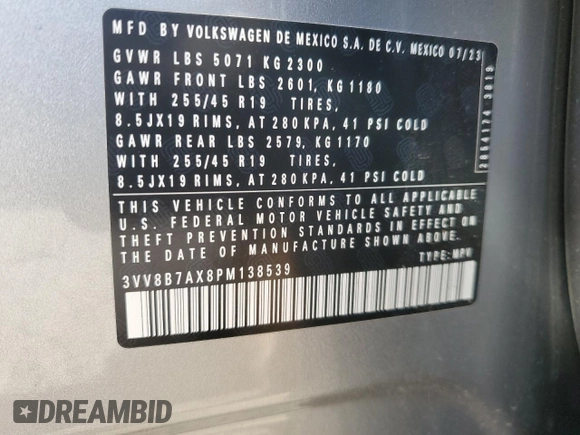 MFD BY VOLKSWAGEN DE MEXICO S.A. DE C.V. MEXICO 07/23
GVWR LBS 5071 KG 2300
GAWR FRONT LBS 2601, KG 1180
WITH 255/45 R19 TIRES,
8.5JX19 RIMS, AT 280 KPA, 41 PSI COLD
GAWR REAR LBS 2579, KG 1170
WITH 255/45 R19 TIRES,
8.5JX19 RIMS, AT 280 KPA, 41 PSI COLD
THIS VEHICLE CONFORMS TO ALL APPLICABLE
U.S. FEDERAL MOTOR VEHICLE SAFETY AND
THEFT PREVENTION STANDARDS IN EFFECT ON
THE DATE OF MANUFACTURE SHOWN ABOVE.
3VV8B7AX8PM138539 TYPE: MPV
DREAMBID